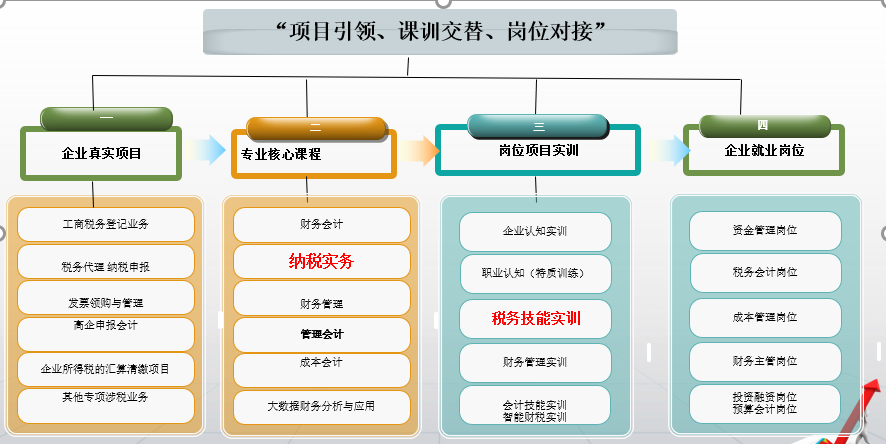 “项目引领、课训交替、岗位对接”
一
企业真实项目
工商税务登记业务
税务代理 纳税申报
发票领购与管理
高企申报会计
企业所得税的汇算清缴项目
其他专项涉税业务
二
专业核心课程
财务会计
纳税实务
财务管理
管理会计
成本会计
大数据财务分析与应用
三
岗位项目实训
企业认知实训
职业认知（特质训练）
税务技能实训
财务管理实训
会计技能实训
智能财税实训
四
企业就业岗位
资金管理岗位
税务会计岗位
成本管理岗位
财务主管岗位
投资融资岗位
预算会计岗位